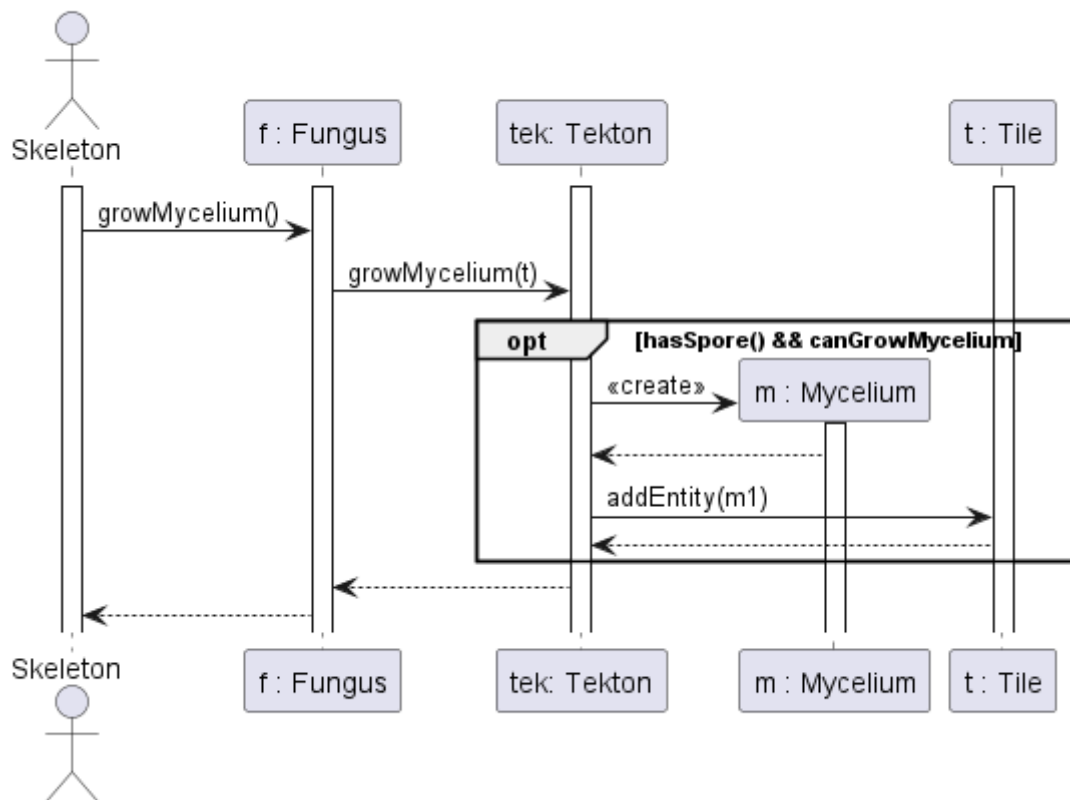 Skeleton
f : Fungus
tek: Tekton
t : Tile
growMycelium()
growMycelium(t)
opt
[hasSpore() && canGrowMycelium]
«create»
m : Mycelium
addEntity(m1)
Skeleton
f : Fungus
tek: Tekton
m : Mycelium
t : Tile